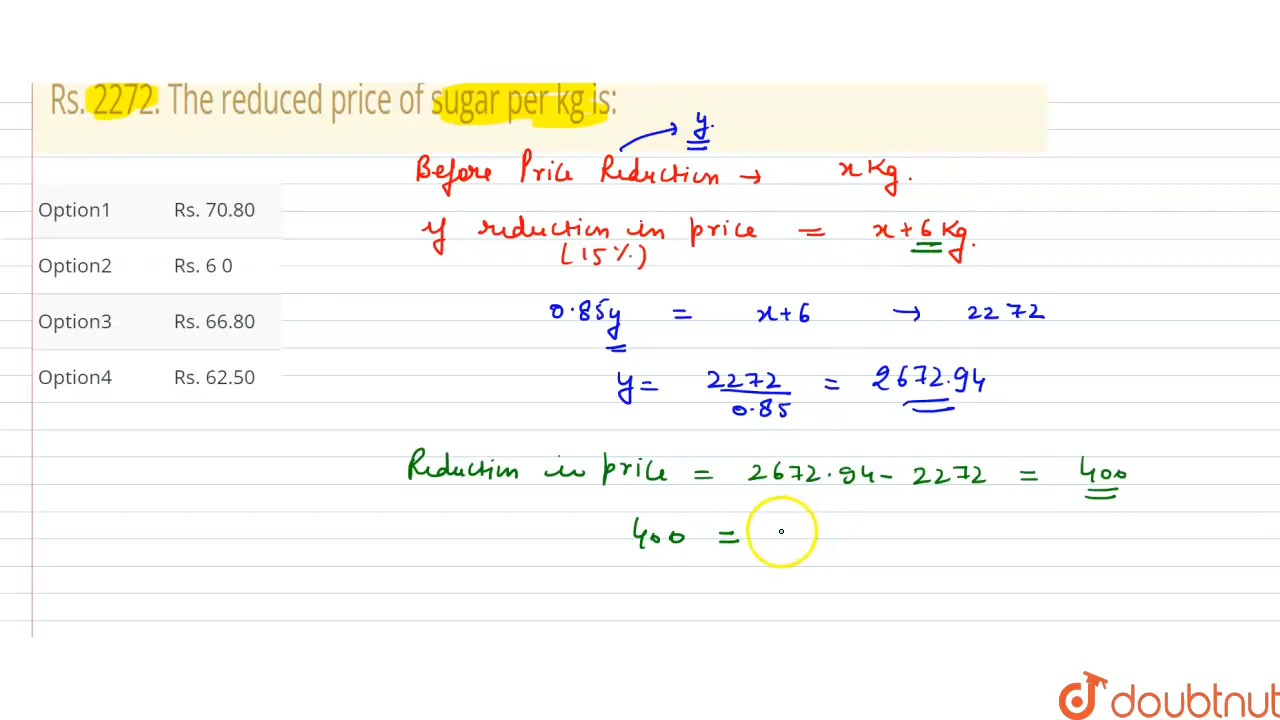 Rs. 2272. The reduced price of sugar per kg is:
y.
Before Price Reduction → x Kg.
if reduction in price = x + 6 Kg.
(15%)
0.85y = x+6 → 2272
y = 2272/0.85 = 2672.94
Reduction in price = 2672.94 - 2272 = 400
400 =
Option1 Rs. 70.80
Option2 Rs. 6 0
Option3 Rs. 66.80
Option4 Rs. 62.50
doubtnut